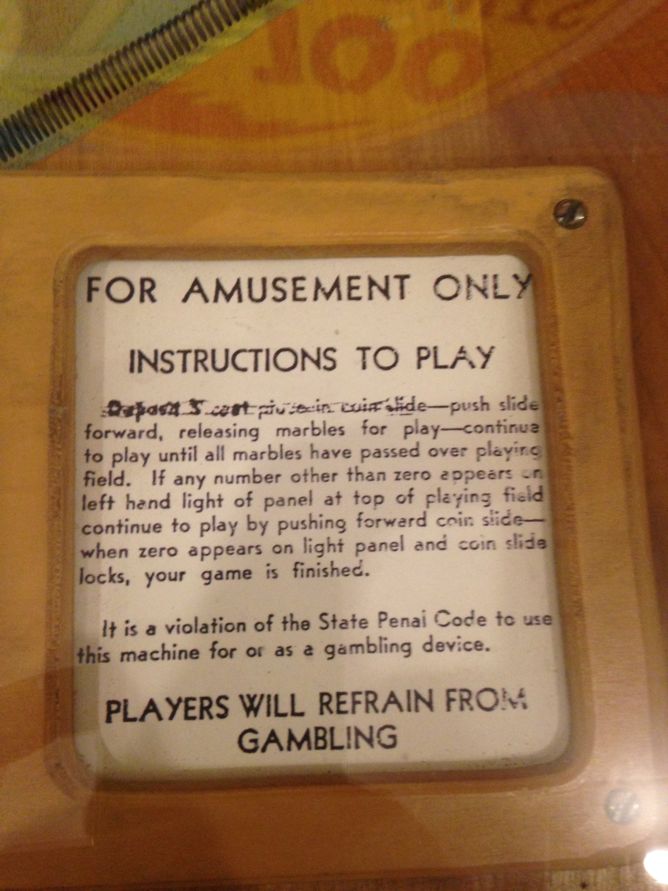 100
FOR AMUSEMENT ONLY
INSTRUCTIONS TO PLAY
Deposit 5 cent piece in coin slide—push slide
forward, releasing marbles for play—continue
to play until all marbles have passed over playing
field. If any number other than zero appears on
left hand light of panel at top of playing field
continue to play by pushing forward coin slide—
when zero appears on light panel and coin slide
locks, your game is finished.
It is a violation of the State Penal Code to use
this machine for or as a gambling device.
PLAYERS WILL REFRAIN FROM
GAMBLING